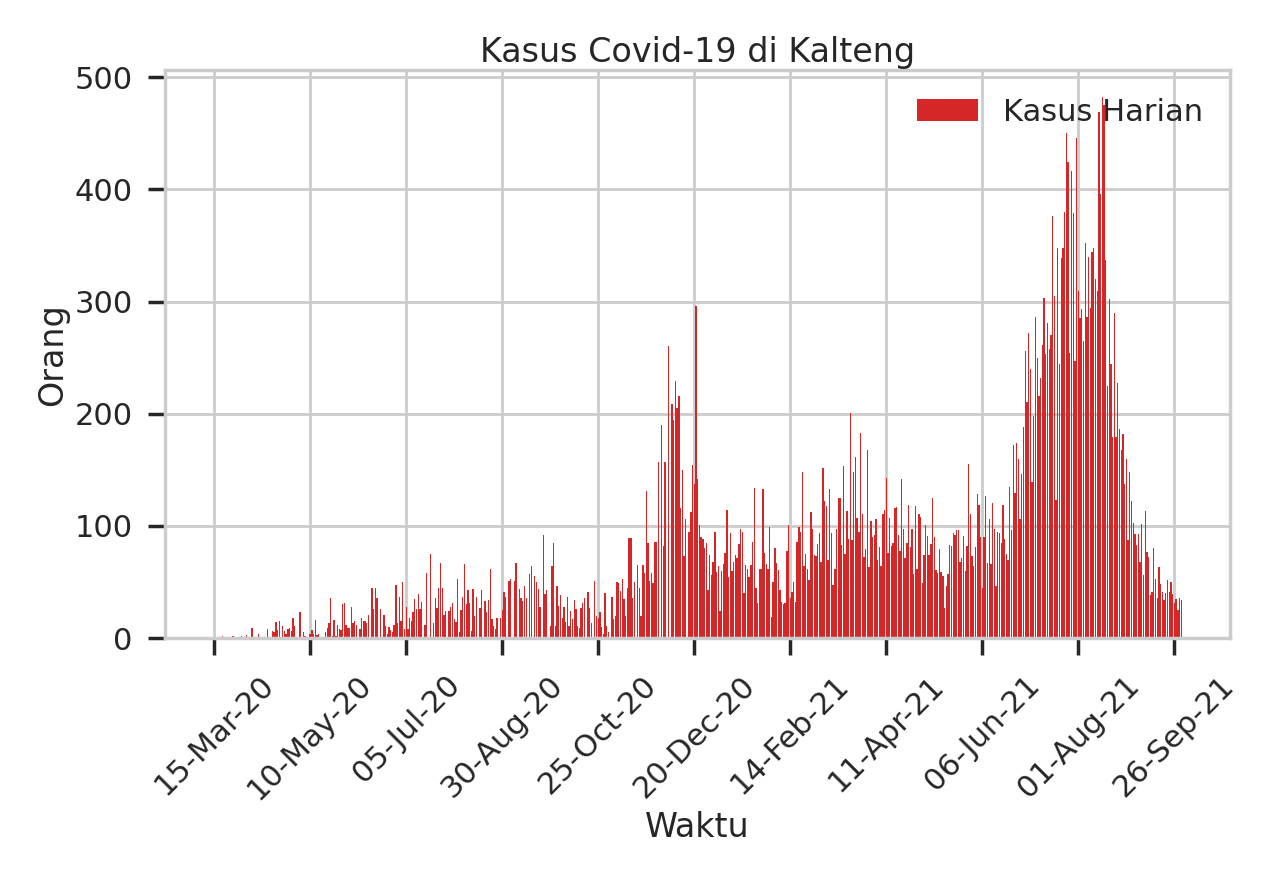 Kasus Covid-19 di Kalteng
Kasus Harian
Orang
500
400
300
200
100
0
15-Mar-20
10-May-20
05-Jul-20
30-Aug-20
25-Oct-20
20-Dec-20
14-Feb-21
11-Apr-21
06-Jun-21
01-Aug-21
26-Sep-21
Waktu